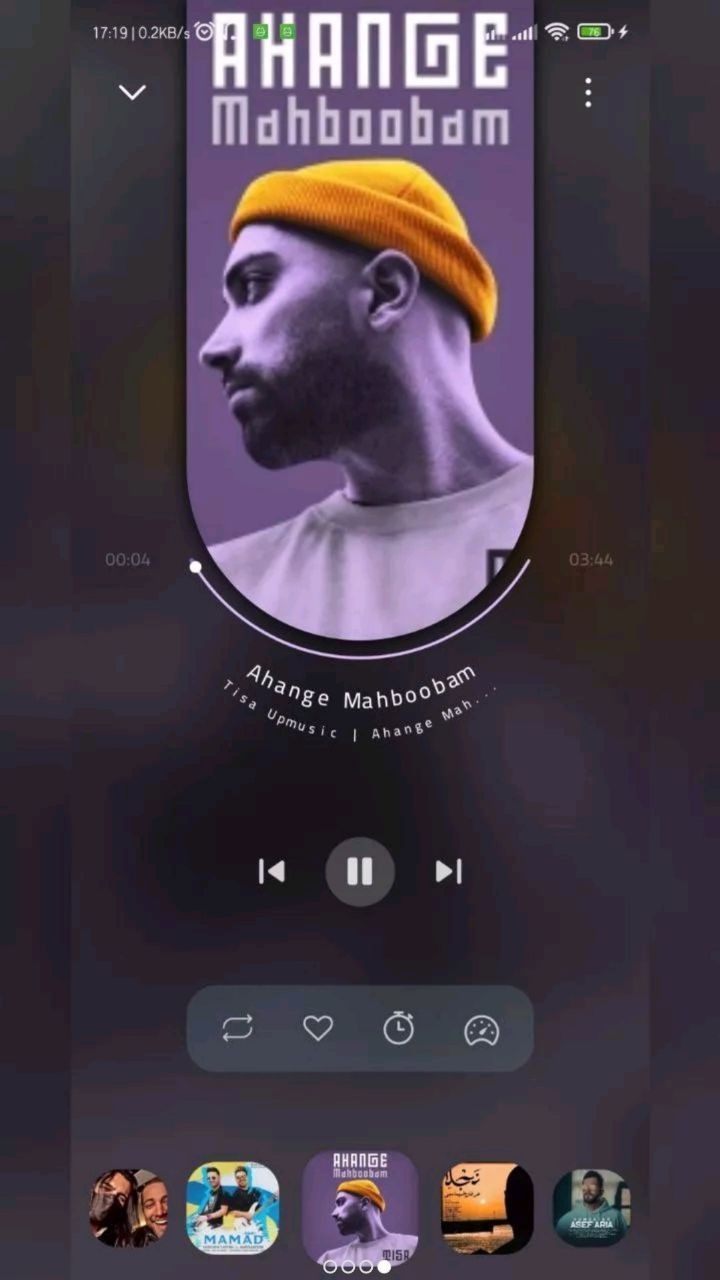 17:19 | 0.2KB/s
76
AHANGE
Mahboobam
00:04
03:44
Ahange Mahboobam
Tisa Upmusic | Ahange Mah...
MAMAD
AHANGE
Mahboobam
MISA
ASEF ARIA